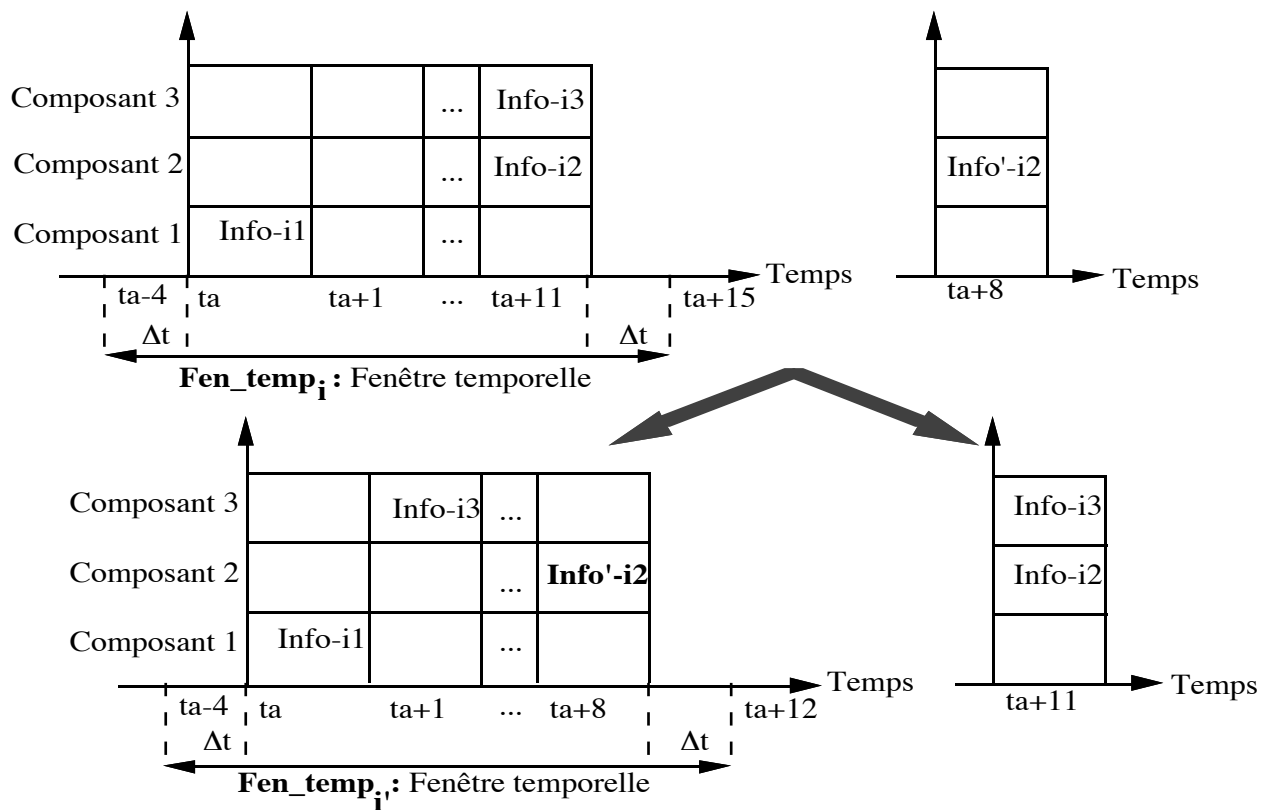 Composant 3 ... Info-i3
Composant 2 ... Info-i2 Info'-i2
Composant 1 Info-i1 ...
Temps Temps
ta-4 ta ta+1 ... ta+11 ta+15 ta+8
Δt Δt
Fen_temp_i : Fenêtre temporelle
Composant 3 Info-i3 ... Info-i3
Composant 2 ... Info'-i2 Info-i2
Composant 1 Info-i1 ...
Temps Temps
ta-4 ta ta+1 ... ta+8 ta+12 ta+11
Δt Δt
Fen_temp_i' : Fenêtre temporelle